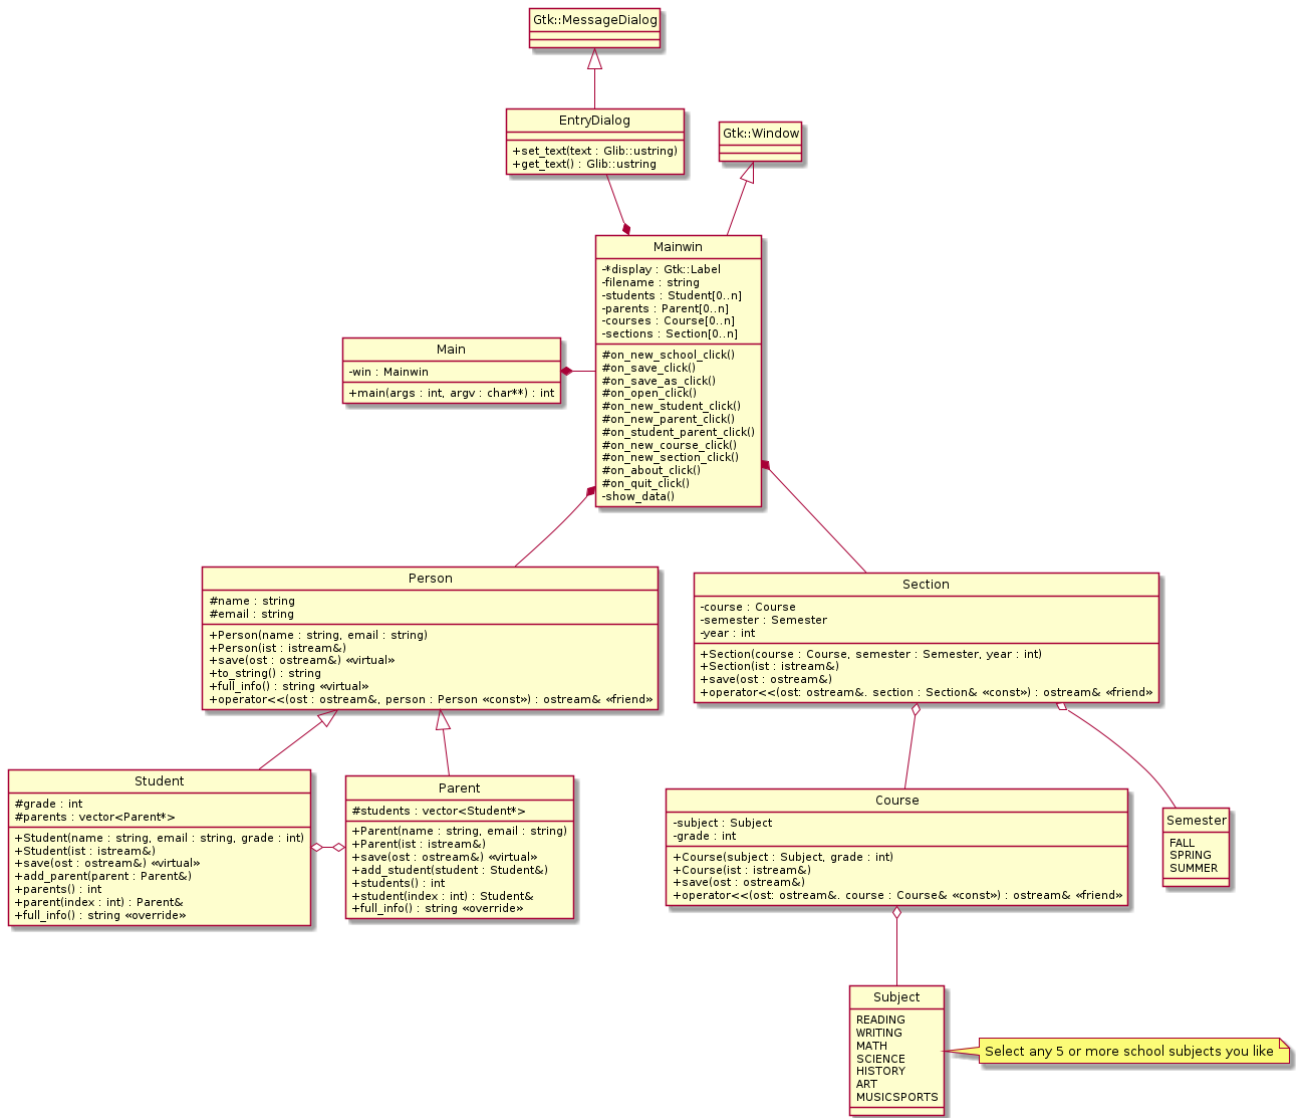 Gtk::MessageDialog
EntryDialog
+set_text(text : Glib::ustring)
+get_text() : Glib::ustring
Gtk::Window
Mainwin
-*display : Gtk::Label
-filename : string
-students : Student[0..n]
-parents : Parent[0..n]
-courses : Course[0..n]
-sections : Section[0..n]
#on_new_school_click()
#on_save_click()
#on_save_as_click()
#on_open_click()
#on_new_student_click()
#on_new_parent_click()
#on_student_parent_click()
#on_new_course_click()
#on_new_section_click()
#on_about_click()
#on_quit_click()
-show_data()
Main
-win : Mainwin
+main(args : int, argv : char**) : int
Person
#name : string
#email : string
+Person(name : string, email : string)
+Person(ist : istream&)
+save(ost : ostream&) «virtual»
+to_string() : string
+full_info() : string «virtual»
+operator<<(ost : ostream&, person : Person «const») : ostream& «friend»
Section
-course : Course
-semester : Semester
-year : int
+Section(course : Course, semester : Semester, year : int)
+Section(ist : istream&)
+save(ost : ostream&)
+operator<<(ost: ostream&. section : Section& «const») : ostream& «friend»
Student
#grade : int
#parents : vector<Parent*>
+Student(name : string, email : string, grade : int)
+Student(ist : istream&)
+save(ost : ostream&) «virtual»
+add_parent(parent : Parent&)
+parents() : int
+parent(index : int) : Parent&
+full_info() : string «override»
Parent
#students : vector<Student*>
+Parent(name : string, email : string)
+Parent(ist : istream&)
+save(ost : ostream&) «virtual»
+add_student(student : Student&)
+students() : int
+student(index : int) : Student&
+full_info() : string «override»
Course
-subject : Subject
-grade : int
+Course(subject : Subject, grade : int)
+Course(ist : istream&)
+save(ost : ostream&)
+operator<<(ost: ostream&. course : Course& «const») : ostream& «friend»
Semester
FALL
SPRING
SUMMER
Subject
READING
WRITING
MATH
SCIENCE
HISTORY
ART
MUSICSPORTS
Select any 5 or more school subjects you like